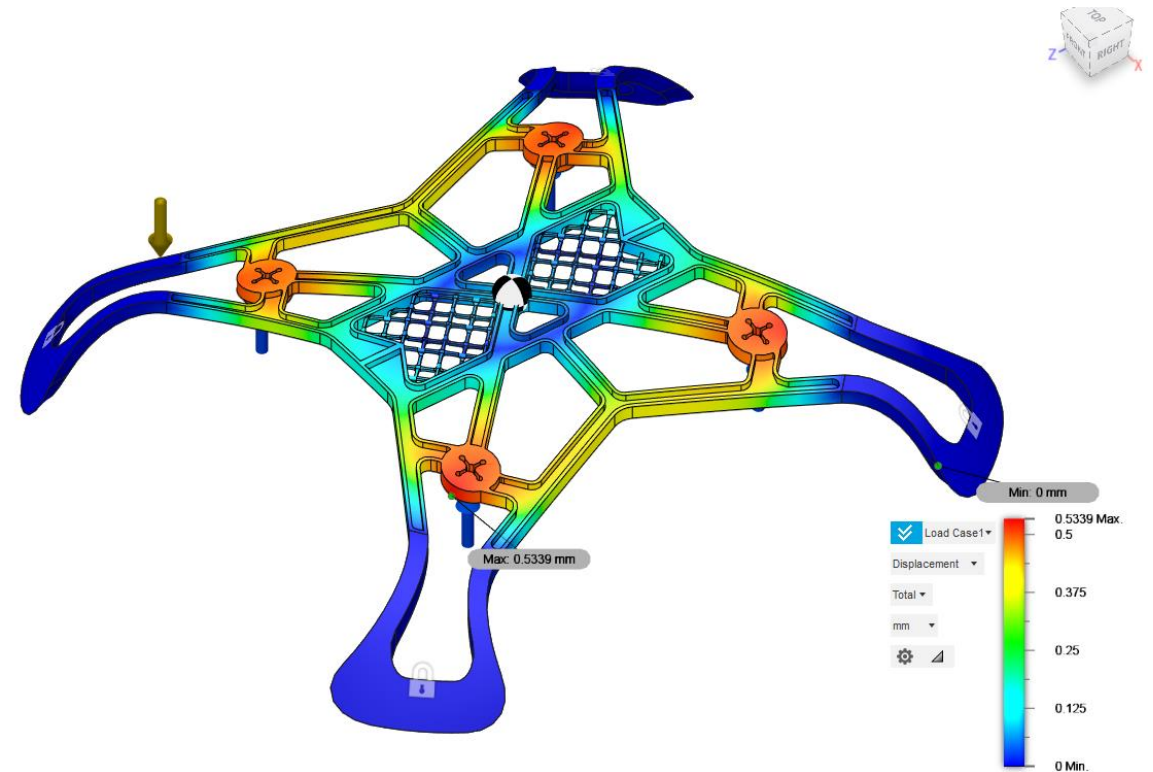 TOP
FRONT
RIGHT
Z
X
Min: 0 mm
Max: 0.5339 mm
Load Case1
Displacement
Total
mm
0.5339 Max.
0.5
0.375
0.25
0.125
0 Min.